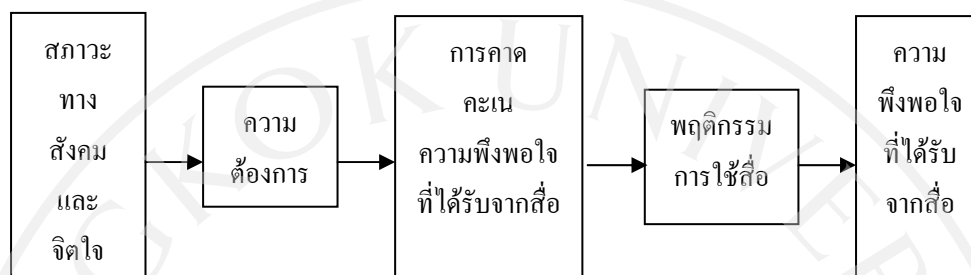 สภาวะ
ทาง
สังคม
และ
จิตใจ
ความ
ต้องการ
การคาด
คะเน
ความพึงพอใจ
ที่ได้รับจากสื่อ
พฤติกรรม
การใช้สื่อ
ความ
พึงพอใจ
ที่ได้รับ
จากสื่อ
GKOK UNIVER